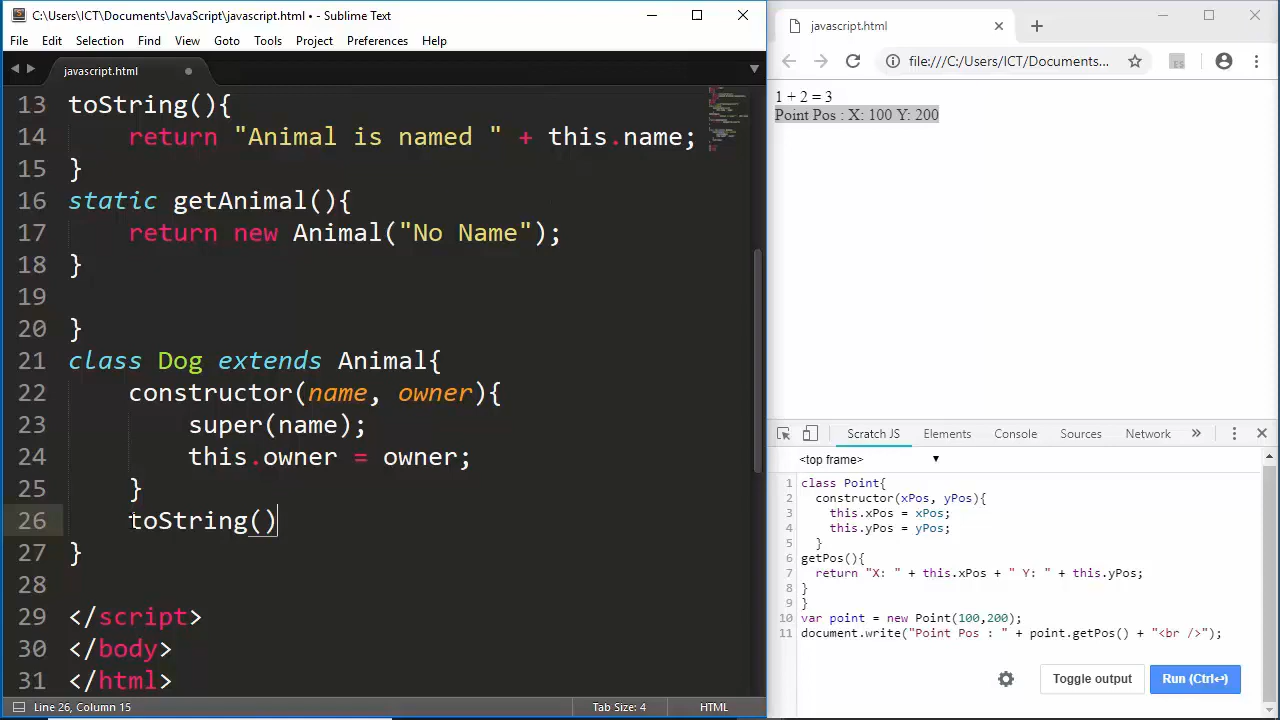 C:\Users\ICT\Documents\JavaScript\javascript.html • - Sublime Text
File Edit Selection Find View Goto Tools Project Preferences Help
javascript.html
13 toString(){
14 return "Animal is named " + this.name;
15 }
16 static getAnimal(){
17 return new Animal("No Name");
18 }
19
20 }
21 class Dog extends Animal{
22 constructor(name, owner){
23 super(name);
24 this.owner = owner;
25 }
26 toString()
27 }
28
29 </script>
30 </body>
31 </html>
Line 26, Column 15 Tab Size: 4 HTML
javascript.html
file:///C:/Users/ICT/Documents...
1 + 2 = 3
Point Pos : X: 100 Y: 200
Scratch JS Elements Console Sources Network
<top frame>
1 class Point{
2 constructor(xPos, yPos){
3 this.xPos = xPos;
4 this.yPos = yPos;
5 }
6 getPos(){
7 return "X: " + this.xPos + " Y: " + this.yPos;
8 }
9 }
10 var point = new Point(100,200);
11 document.write("Point Pos : " + point.getPos() + "<br />");
Toggle output Run (Ctrl↵)